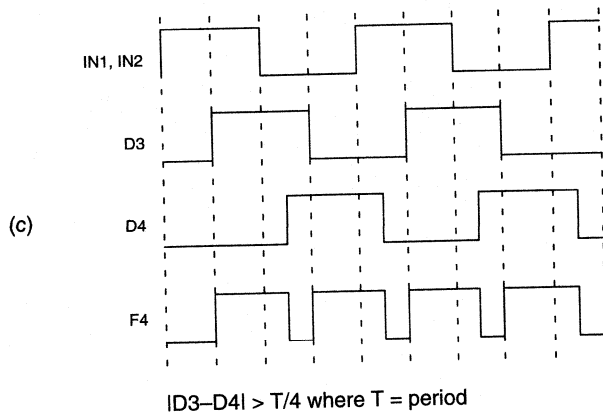 IN1, IN2
D3
(c)
D4
F4
|D3–D4| > T/4 where T = period